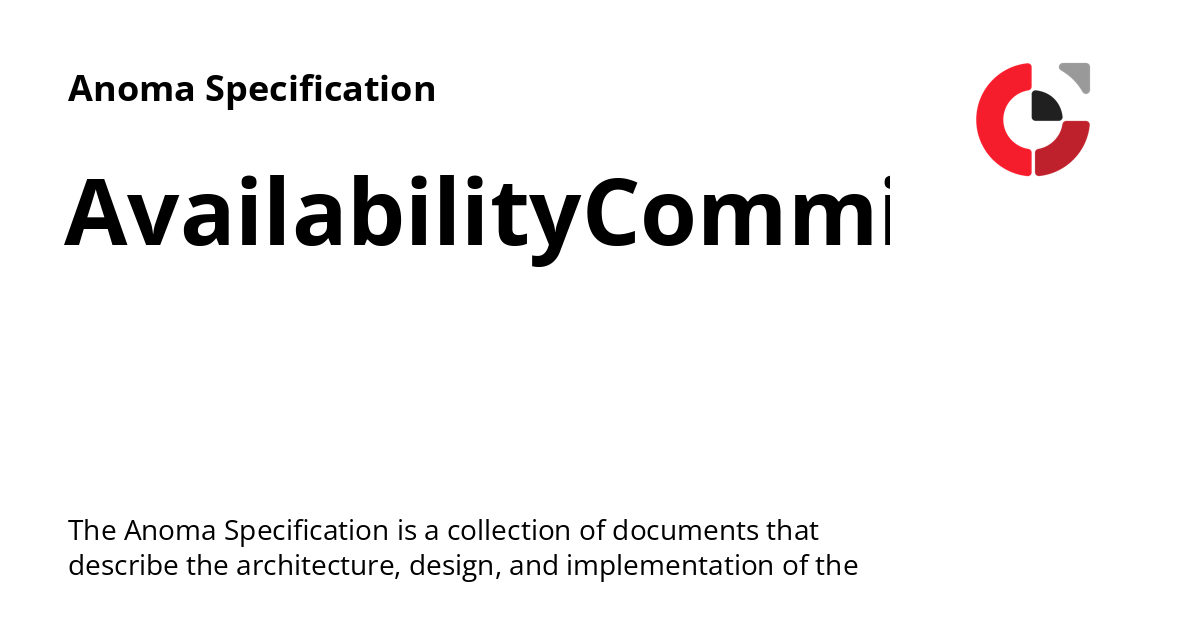 Anoma Specification
AvailabilityCommi
The Anoma Specification is a collection of documents that
describe the architecture, design, and implementation of the